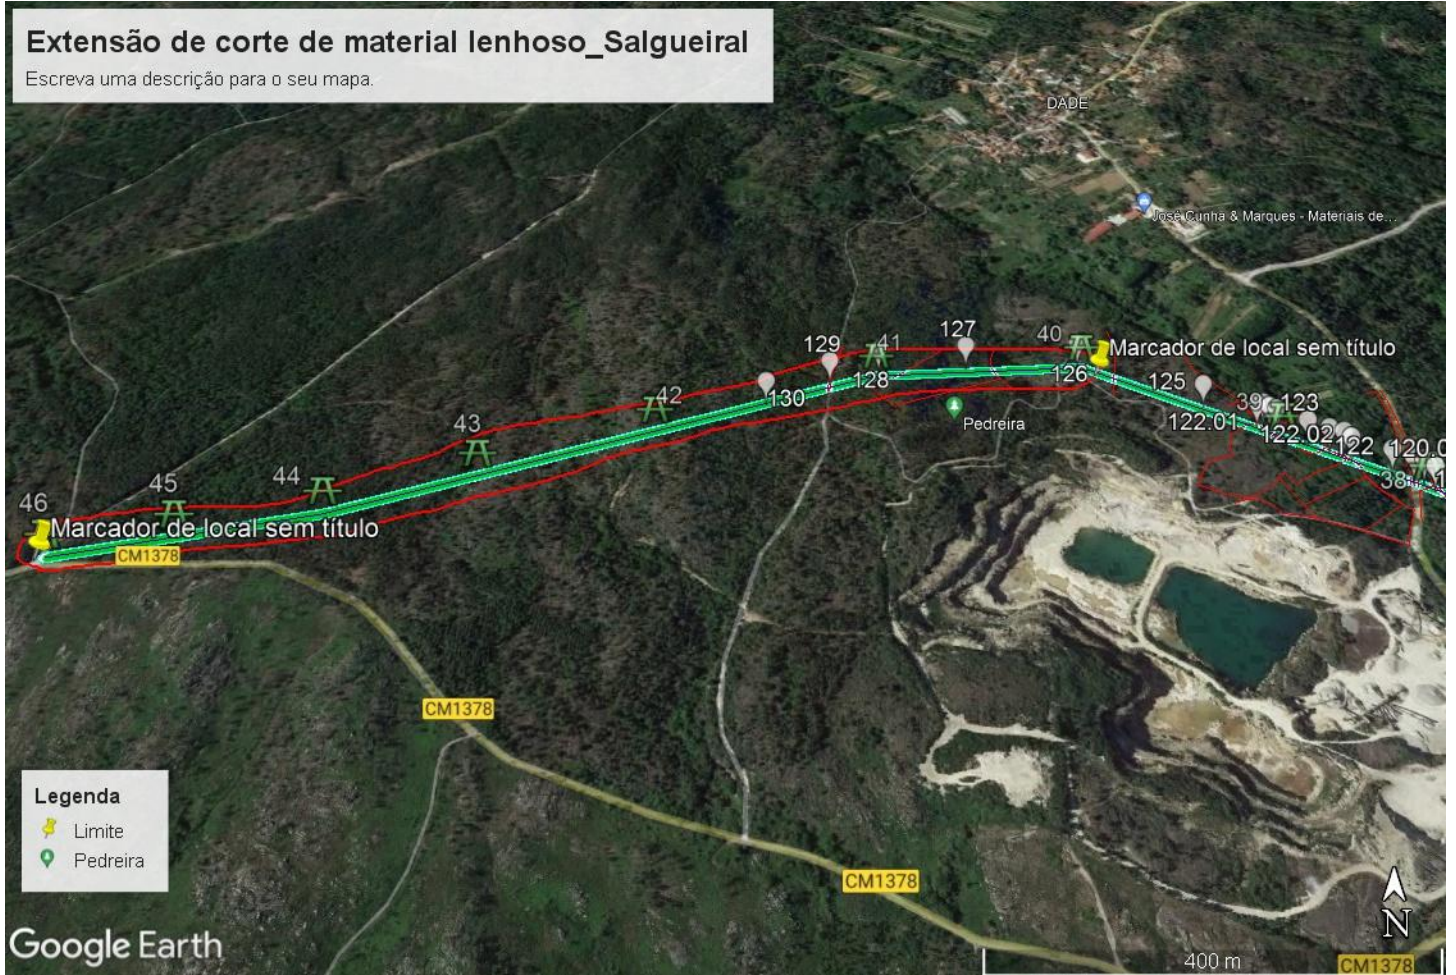 Extensão de corte de material lenhoso_Salgueiral
Escreva uma descrição para o seu mapa.
DADE
José Cunha & Marques - Materiais de...
129
41
127
40
Marcador de local sem título
128
126
125
130
42
39
123
122.01
122.02
122
120.0
38
Pedreira
43
44
45
46
Marcador de local sem título
CM1378
CM1378
Legenda
Limite
Pedreira
CM1378
N
400 m
CM1378
Google Earth